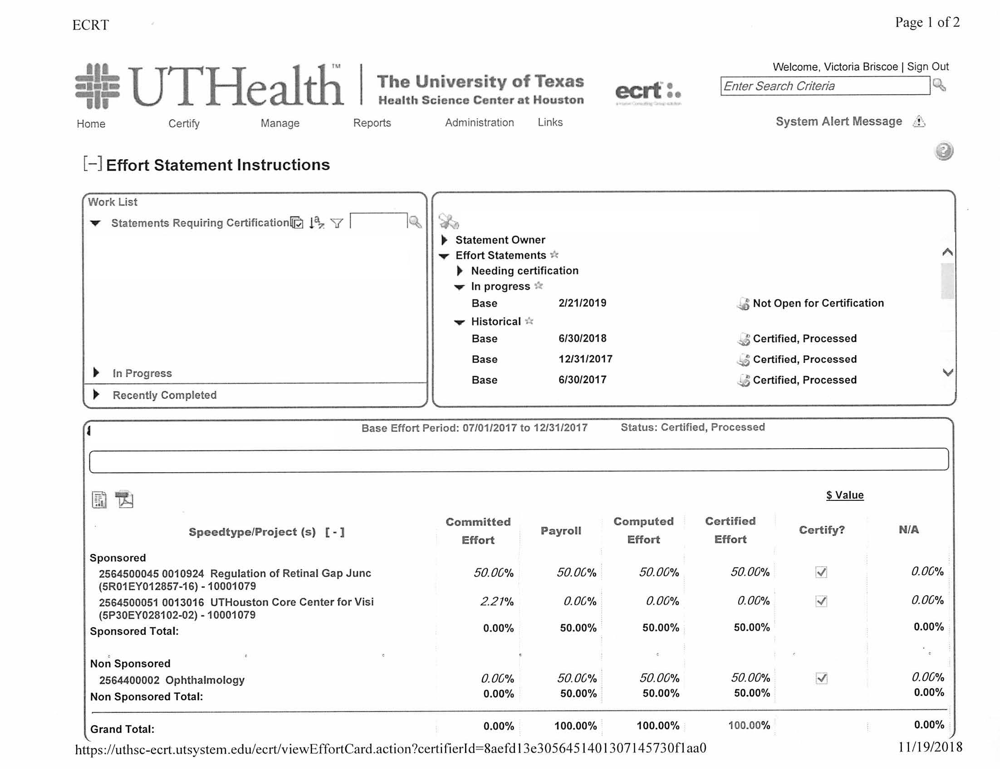 ECRT
Page 1 of 2
UTHealth™ The University of Texas
Health Science Center at Houston
ecrt
Welcome, Victoria Briscoe | Sign Out
Enter Search Criteria
Home Certify Manage Reports Administration Links System Alert Message
[-] Effort Statement Instructions
Work List
Statements Requiring Certification
In Progress
Recently Completed
Statement Owner
Effort Statements
Needing certification
In progress
Base 2/21/2019 Not Open for Certification
Historical
Base 6/30/2018 Certified, Processed
Base 12/31/2017 Certified, Processed
Base 6/30/2017 Certified, Processed
Base Effort Period: 07/01/2017 to 12/31/2017 Status: Certified, Processed
$ Value
Speedtype/Project (s) [-] Committed Effort Payroll Computed Effort Certified Effort Certify? N/A
Sponsored
2564500045 0010924 Regulation of Retinal Gap Junc 50.00% 50.00% 50.00% 50.00% 0.00%
(5R01EY012857-16) - 10001079
2564500051 0013016 UTHouston Core Center for Visi 2.21% 0.00% 0.00% 0.00% 0.00%
(5P30EY028102-02) - 10001079
Sponsored Total: 0.00% 50.00% 50.00% 50.00% 0.00%
Non Sponsored
2564400002 Ophthalmology 0.00% 50.00% 50.00% 50.00% 0.00%
Non Sponsored Total: 0.00% 50.00% 50.00% 50.00% 0.00%
Grand Total: 0.00% 100.00% 100.00% 100.00% 0.00%
https://uthsc-ecrt.utsystem.edu/ecrt/viewEffortCard.action?certifierId=8aefd13e3056451401307145730f1aa0
11/19/2018